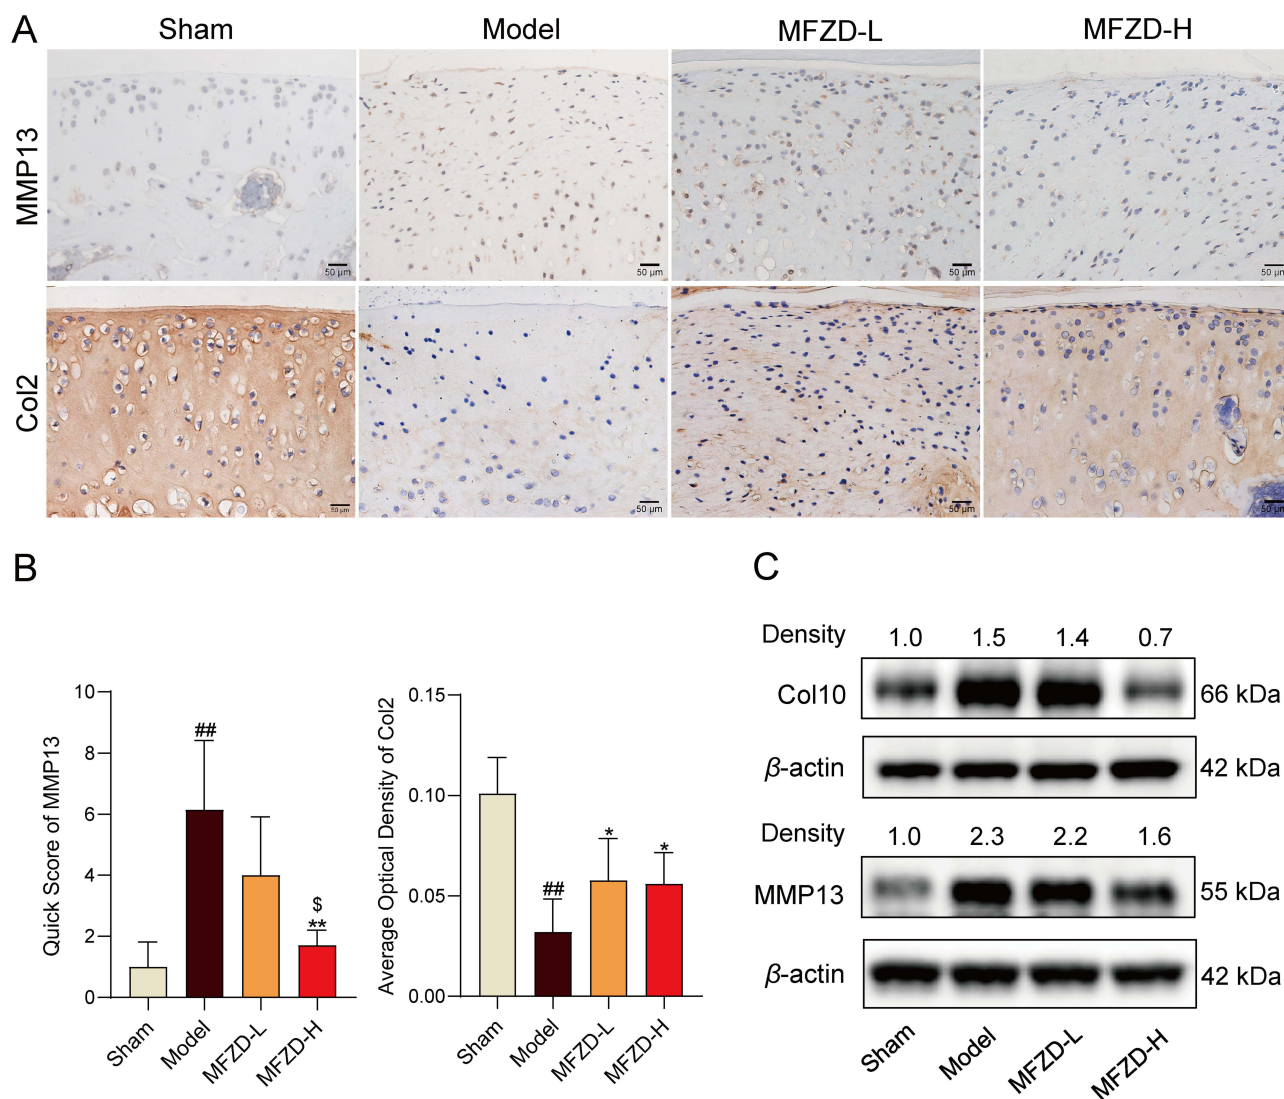 A
Sham Model MFZD-L MFZD-H
MMP13
50 μm 50 μm 50 μm 50 μm
Col2
50 μm 50 μm 50 μm 50 μm
B
Quick Score of MMP13
10
8
6
4
2
0
##
$
**
Sham Model MFZD-L MFZD-H
Average Optical Density of Col2
0.15
0.10
0.05
0.00
##
*
*
Sham Model MFZD-L MFZD-H
C
Density 1.0 1.5 1.4 0.7
Col10 66 kDa
β-actin 42 kDa
Density 1.0 2.3 2.2 1.6
MMP13 55 kDa
β-actin 42 kDa
Sham Model MFZD-L MFZD-H